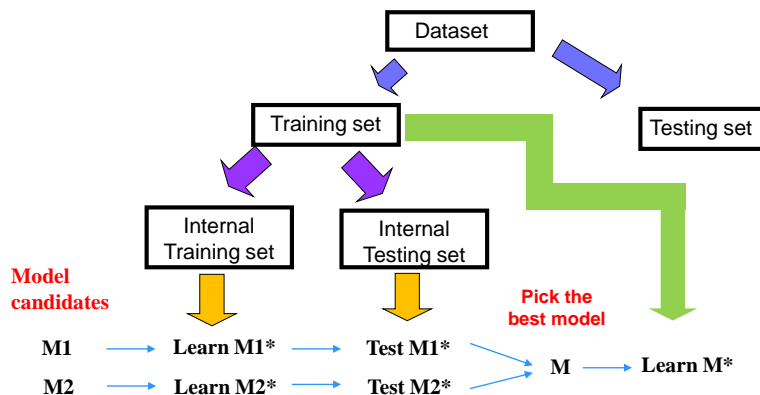 Dataset
Training set
Testing set
Internal
Training set
Internal
Testing set
Model
candidates
Pick the
best model
M1
Learn M1*
Test M1*
M
Learn M*
M2
Learn M2*
Test M2*